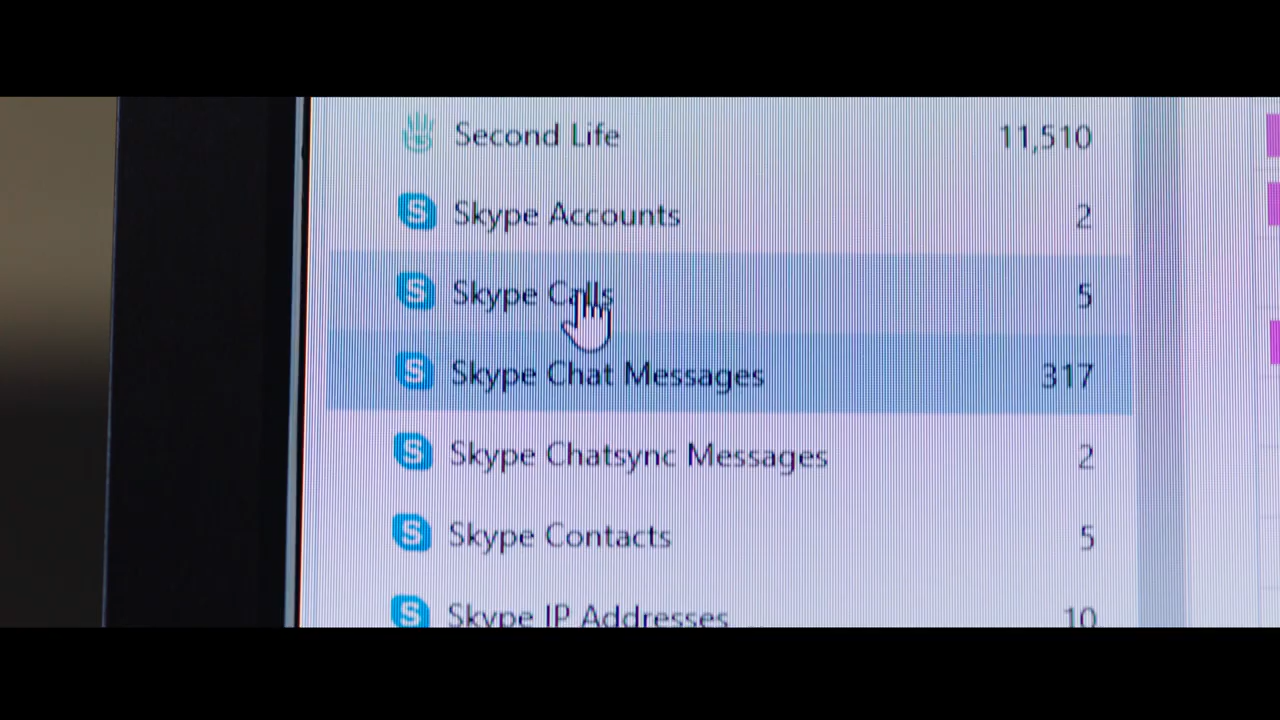 Second Life 11,510
Skype Accounts 2
Skype Calls 5
Skype Chat Messages 317
Skype Chatsync Messages 2
Skype Contacts 5
Skype IP Addresses 10